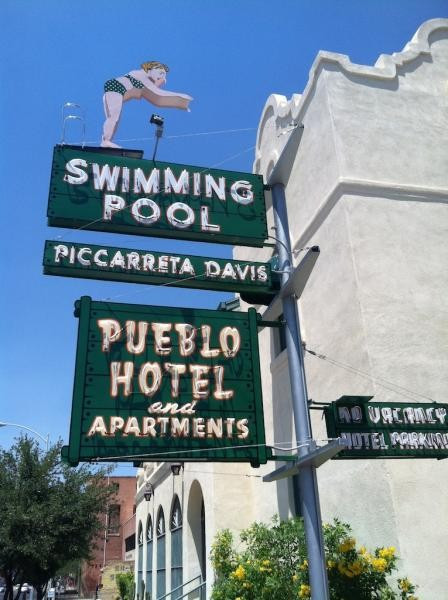 SWIMMING
POOL
PICCARRETA DAVIS
PUEBLO
HOTEL
and
APARTMENTS
NO VACANCY
HOTEL PARKING